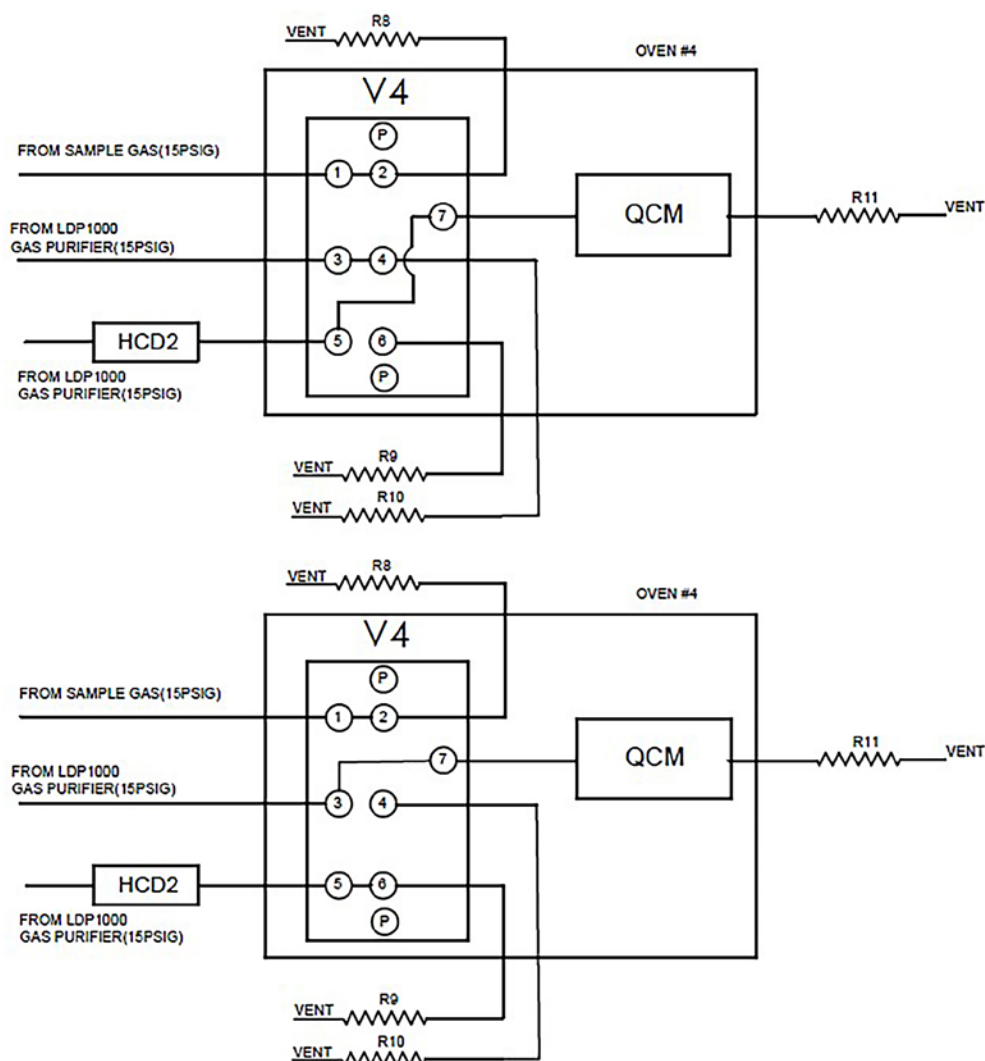 R8
VENT
OVEN #4
V4
P
FROM SAMPLE GAS(15PSIG)
1 2
7
QCM
R11
VENT
FROM LDP1000
GAS PURIFIER(15PSIG)
3 4
HCD2
5 6
P
FROM LDP1000
GAS PURIFIER(15PSIG)
VENT R9
VENT R10
R8
VENT
OVEN #4
V4
P
FROM SAMPLE GAS(15PSIG)
1 2
7
QCM
R11
VENT
FROM LDP1000
GAS PURIFIER(15PSIG)
3 4
HCD2
5 6
P
FROM LDP1000
GAS PURIFIER(15PSIG)
VENT R9
VENT R10